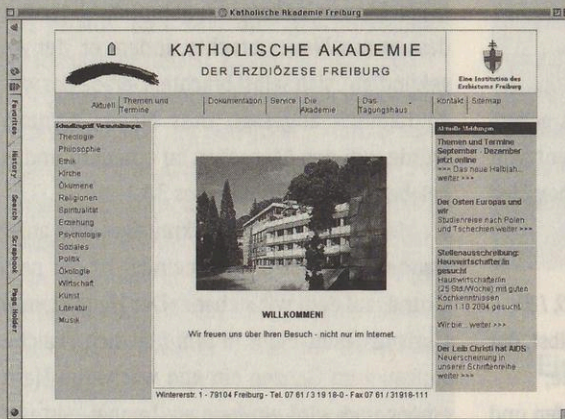 Katholische Akademie Freiburg
KATHOLISCHE AKADEMIE
DER ERZDIÖZESE FREIBURG
Eine Institution des
Erzbistums Freiburg
Aktuell
Themen und
Termine
Dokumentation
Service
Die
Akademie
Das
Tagungshaus
Kontakt
Sitemap
Favorites
History
Search
Scrapbook
Page Holder
Schnellzugriff Veranstaltungen
Theologie
Philosophie
Ethik
Kirche
Ökumene
Religionen
Spiritualität
Erziehung
Psychologie
Soziales
Politik
Ökologie
Wirtschaft
Kunst
Literatur
Musik
WILLKOMMEN!
Wir freuen uns über Ihren Besuch - nicht nur im Internet.
Aktuelle Meldungen
Themen und Termine
September - Dezember
jetzt online
>>> Das neue Halbjah...
weiter >>>
Der Osten Europas und
wir
Studienreise nach Polen
und Tschechien weiter >>>
Stellenausschreibung:
Hauswirtschafterin
gesucht
Hauswirtschafter/in
(25 Std/Woche) mit guten
Kochkenntnissen
zum 1.10.2004 gesucht.
Wir bie... weiter >>>
Der Leib Christi hat AIDS
Neuerscheinung in
unserer Schriftenreihe
weiter >>>
Wintererstr. 1 - 79104 Freiburg - Tel. 07 61 / 3 19 18-0 - Fax 07 61 / 31918-111